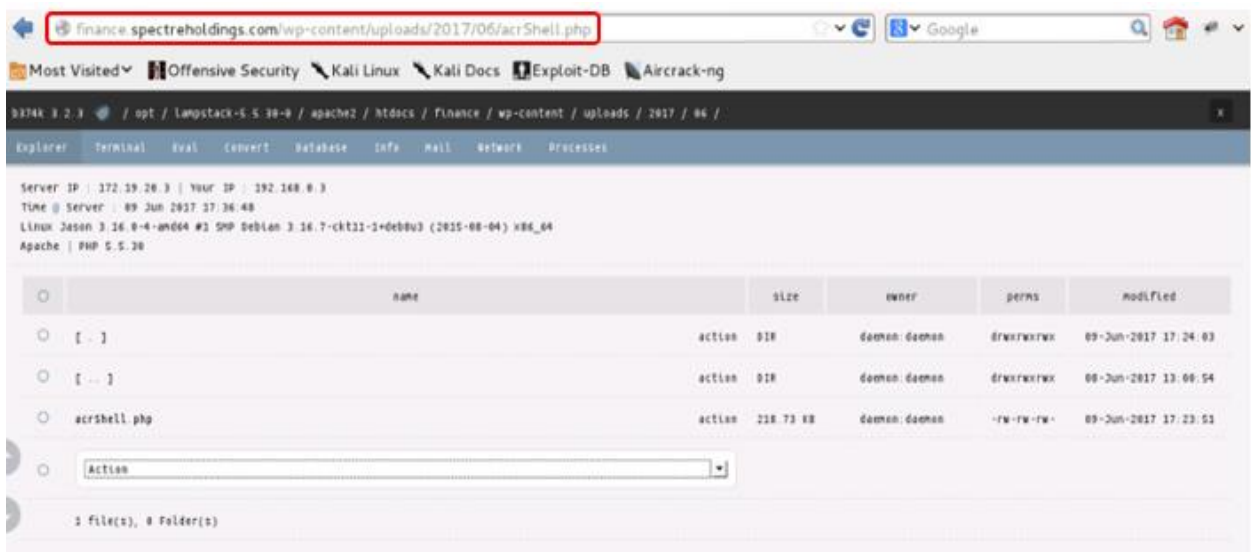 finance.spectreholdings.com/wp-content/uploads/2017/06/acrShell.php
Google
Most Visited Offensive Security Kali Linux Kali Docs Exploit-DB Aircrack-ng
b374k 3.2.3 / opt / lampstack-5.5.30-0 / apache2 / htdocs / finance / wp-content / uploads / 2017 / 06 / x
Explorer Terminal Eval Convert Database Info Mail Network Processes
Server IP : 172.19.20.3 | Your IP : 192.168.0.3
Time @ Server : 09 Jun 2017 17:36:48
Linux Jason 3.16.0-4-amd64 #1 SMP Debian 3.16.7-ckt11-1+deb8u3 (2015-08-04) x86_64
Apache | PHP 5.5.30
name size owner perms modified
[ . ] action DIR daemon:daemon drwxrwxrwx 09-Jun-2017 17:24:03
[ .. ] action DIR daemon:daemon drwxrwxrwx 08-Jun-2017 13:00:54
acrShell.php action 218.73 KB daemon:daemon -rw-rw-rw- 09-Jun-2017 17:23:51
Action
1 file(s), 0 Folder(s)